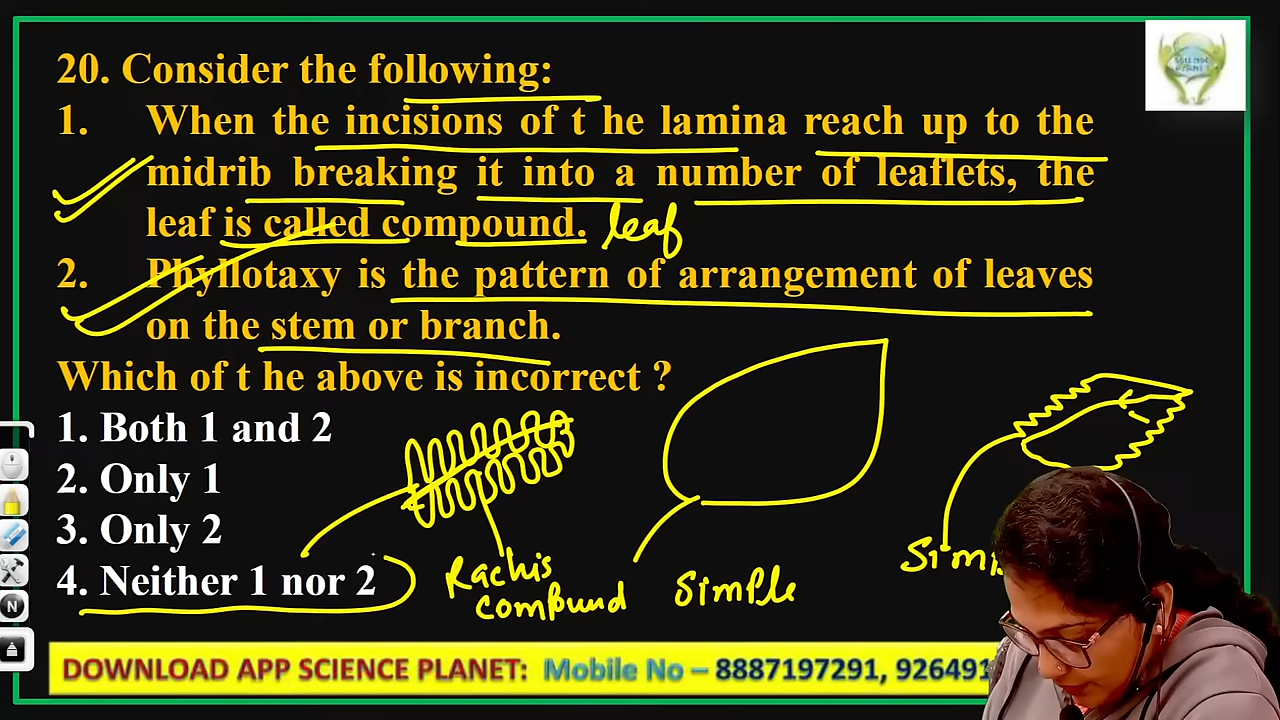 20. Consider the following:
1. When the incisions of t he lamina reach up to the
midrib breaking it into a number of leaflets, the
leaf is called compound. leaf
2. Phyllotaxy is the pattern of arrangement of leaves
on the stem or branch.
Which of t he above is incorrect ?
1. Both 1 and 2
2. Only 1
3. Only 2
4. Neither 1 nor 2
Rachis
compound
Simple
SCIENCE
PLANET
N
DOWNLOAD APP SCIENCE PLANET: Mobile No – 8887197291, 926491